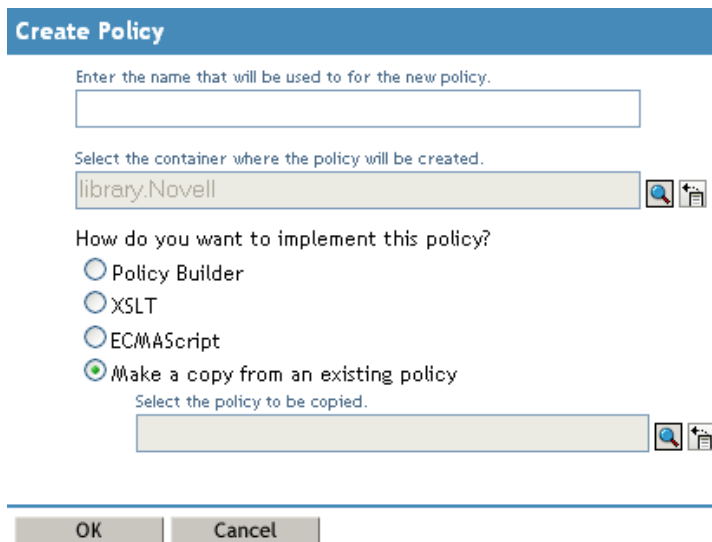 Create Policy
Enter the name that will be used to for the new policy.
Select the container where the policy will be created.
library.Novell
How do you want to implement this policy?
Policy Builder
XSLT
ECMAScript
Make a copy from an existing policy
Select the policy to be copied.
OK Cancel